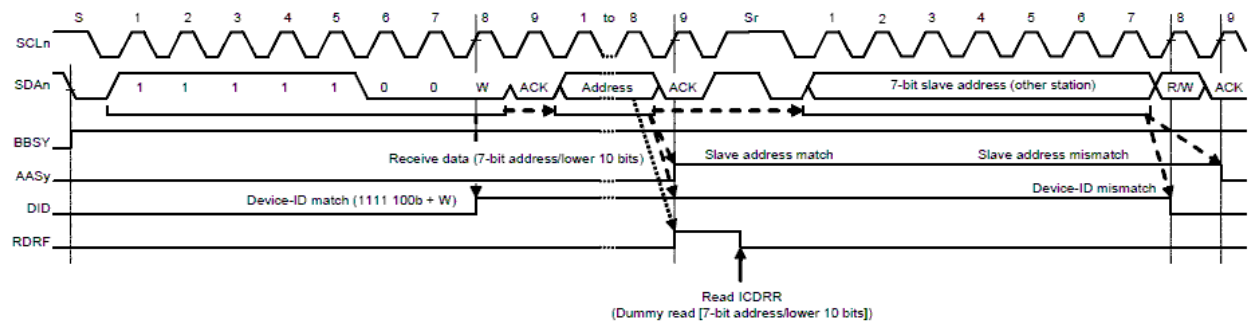 S 1 2 3 4 5 6 7 8 9 1 to 8 9 Sr 1 2 3 4 5 6 7 8 9
SCLn
SDAn 1 1 1 1 1 0 0 W ACK Address ACK 7-bit slave address (other station) R/W ACK
BBSY
Receive data (7-bit address/lower 10 bits) Slave address match Slave address mismatch
AASy
Device-ID match (1111 100b + W) Device-ID mismatch
DID
RDRF
Read ICDRR
(Dummy read [7-bit address/lower 10 bits])